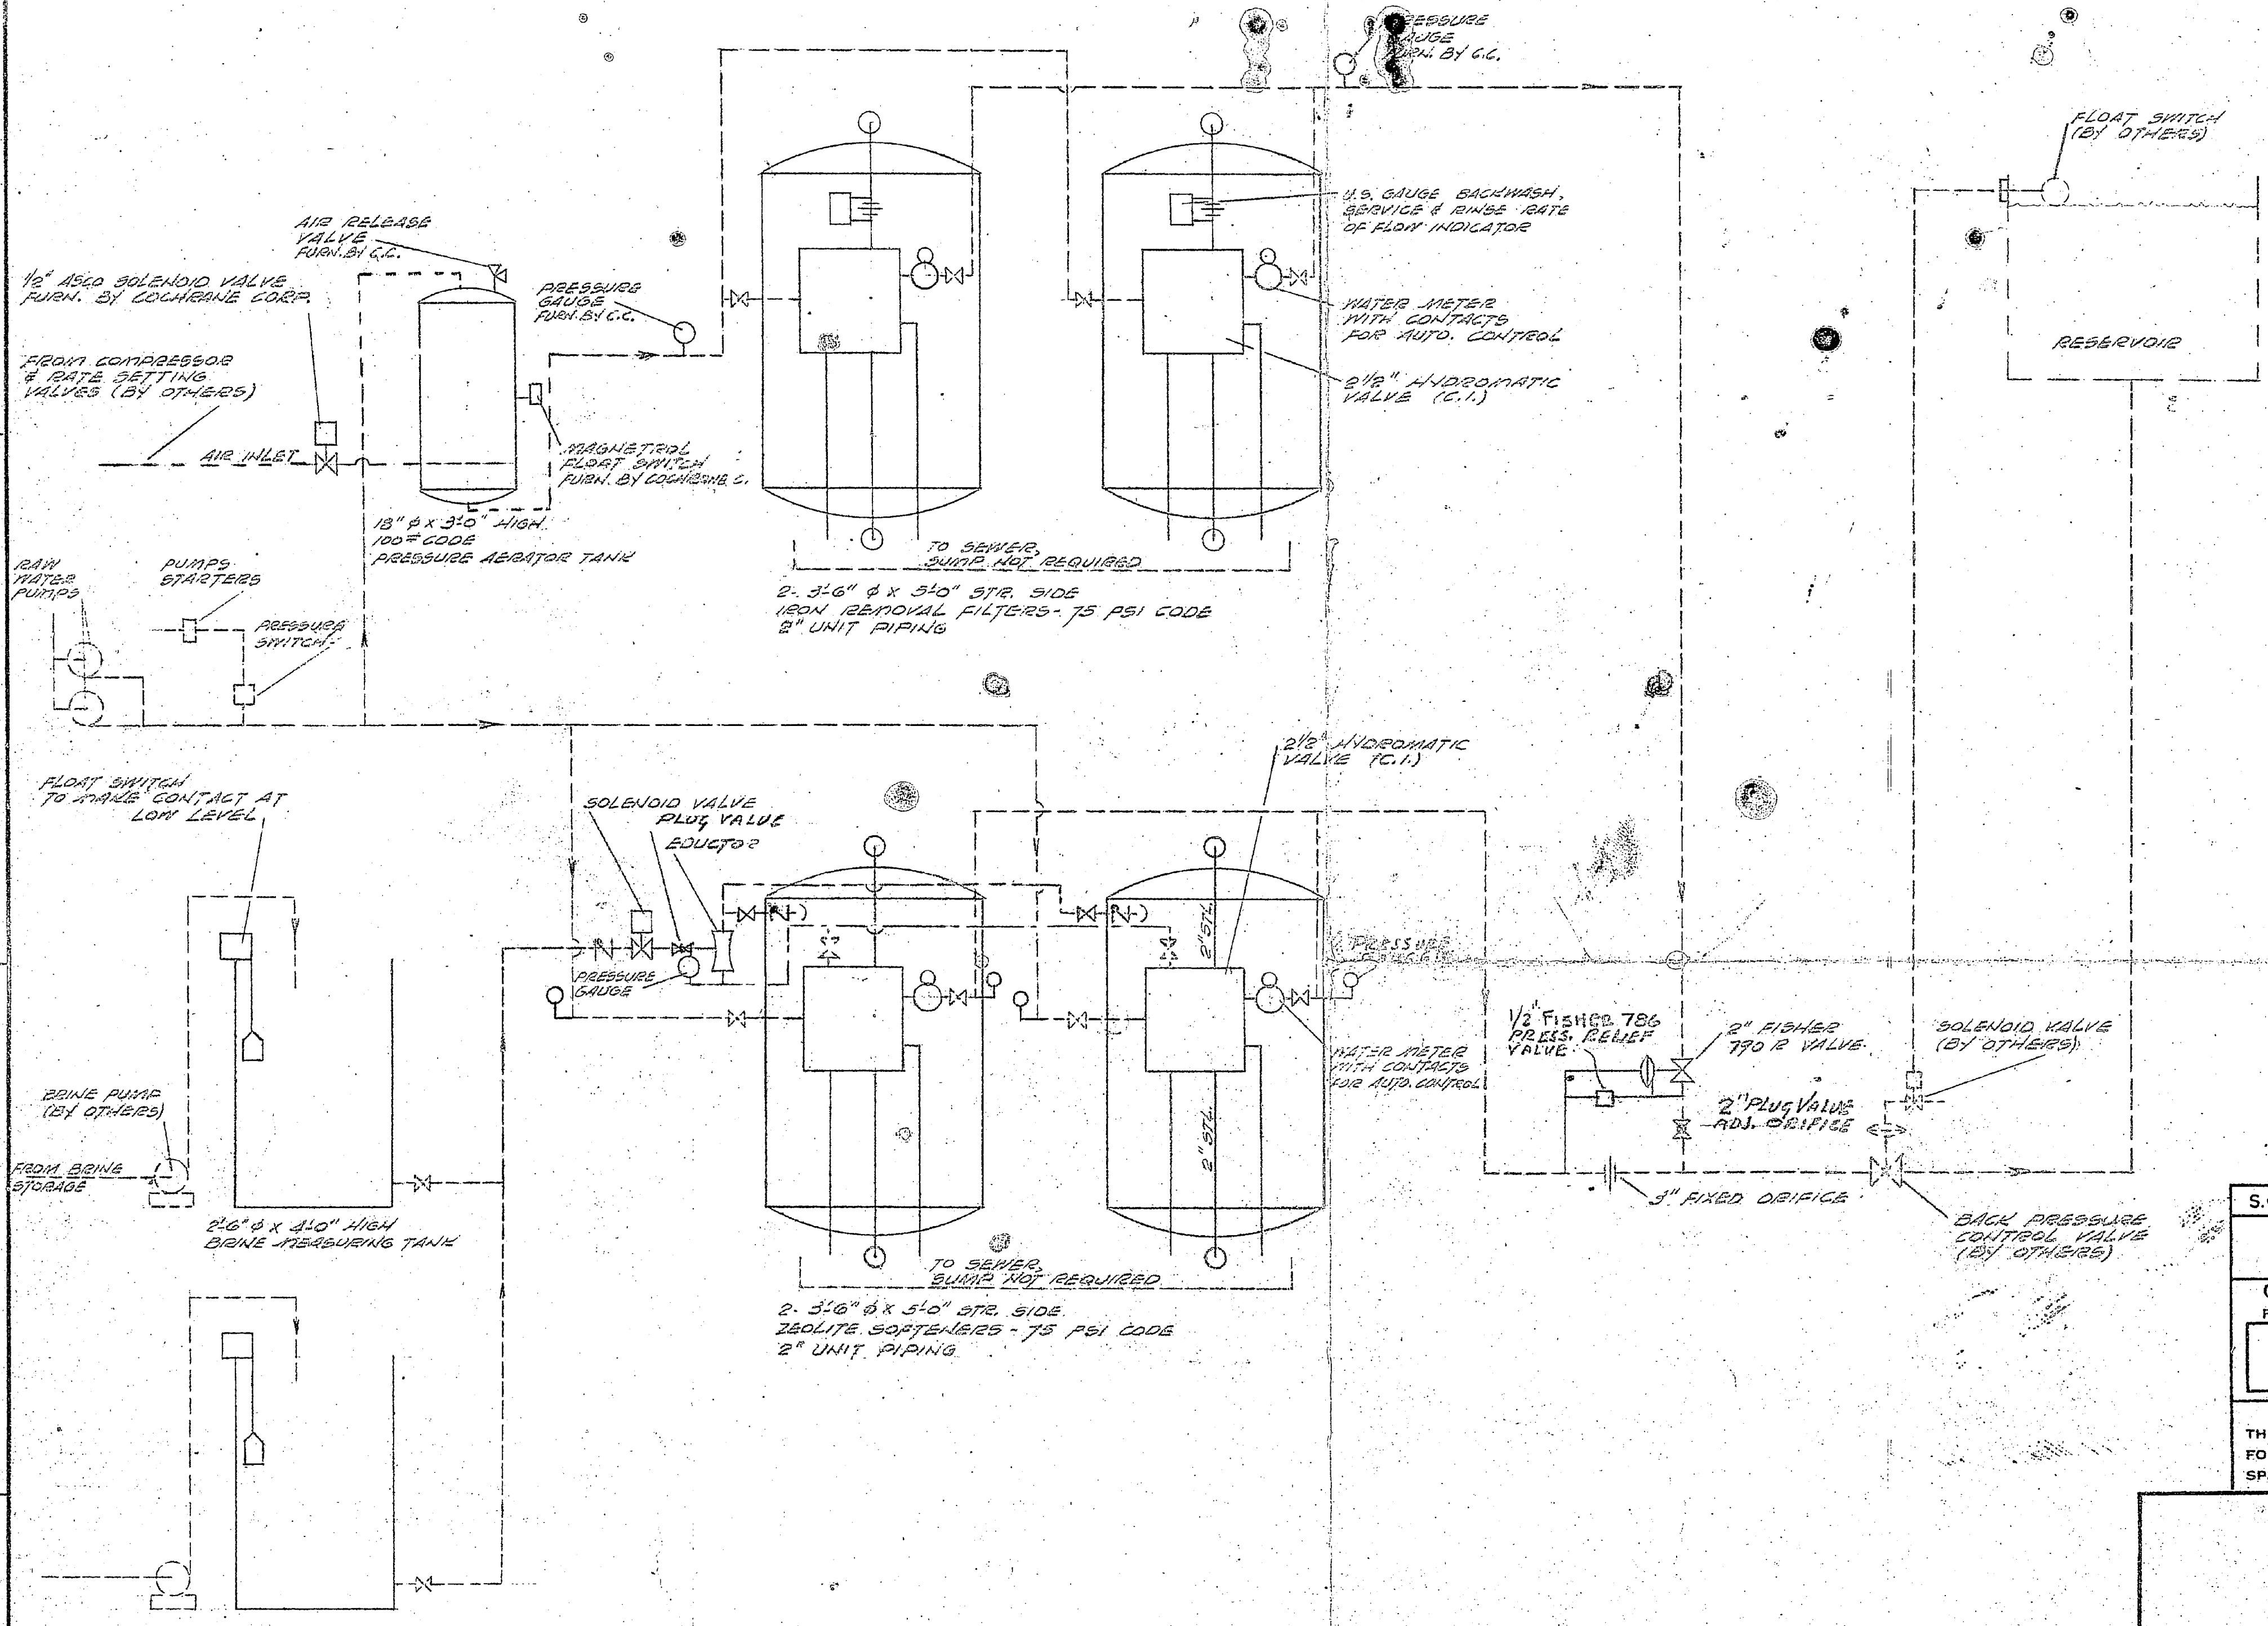 GAUGE
FURN. BY C.C.
FLOAT SWITCH
(BY OTHERS)
AIR RELEASE
VALVE
FURN. BY C.C.
1/2" ASCO SOLENOID VALVE
FURN. BY COCHRANE CORP.
PRESSURE
GAUGE
FURN. BY C.C.
U.S. GAUGE BACKWASH,
SERVICE & RINSE RATE
OF FLOW INDICATOR
WATER METER
WITH CONTACTS
FOR AUTO. CONTROL
RESERVOIR
FROM COMPRESSOR
& RATE SETTING
VALVES (BY OTHERS)
2 1/2" HYDROMATIC
VALVE (C.I.)
AIR INLET
MAGNETROL
FLOAT SWITCH
FURN. BY COCHRANE C.
18" φ X 3'-0" HIGH
100# CODE
PRESSURE AERATOR TANK
TO SEWER,
SUMP NOT REQUIRED
RAW
WATER
PUMPS
PUMPS
STARTERS
PRESSURE
SWITCH
2- 3'-6" φ X 5'-0" STR. SIDE
IRON REMOVAL FILTERS - 75 PSI CODE
2" UNIT PIPING
2 1/2" HYDROMATIC
VALVE (C.I.)
FLOAT SWITCH
TO MAKE CONTACT AT
LOW LEVEL
SOLENOID VALVE
PLUG VALVE
EDUCTOR
2" STL.
PRESSURE
PRESSURE
GAUGE
1/2" FISHER 786
PRESS. RELIEF
VALVE
2" FISHER
790 R VALVE
SOLENOID VALVE
(BY OTHERS)
WATER METER
WITH CONTACTS
FOR AUTO. CONTROL
BRINE PUMP
(BY OTHERS)
2" PLUG VALVE
ADJ. ORIFICE
2" STL.
FROM BRINE
STORAGE
3" FIXED ORIFICE
2'-6" φ X 4'-0" HIGH
BRINE MEASURING TANK
BACK PRESSURE
CONTROL VALVE
(BY OTHERS)
TO SEWER,
SUMP NOT REQUIRED
2- 3'-6" φ X 5'-0" STR. SIDE
ZEOLITE SOFTENERS - 75 PSI CODE
2" UNIT PIPING
S.
TH
FO
SP